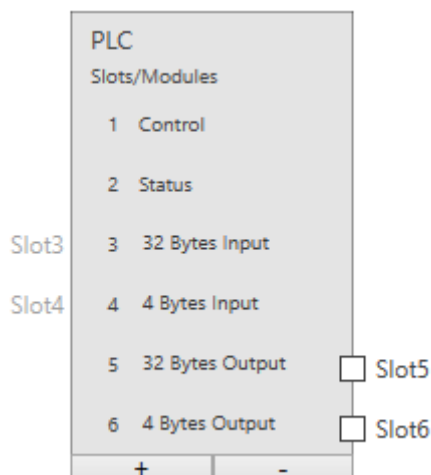 PLC
Slots/Modules
1 Control
2 Status
Slot3 3 32 Bytes Input
Slot4 4 4 Bytes Input
5 32 Bytes Output Slot5
6 4 Bytes Output Slot6
+ -